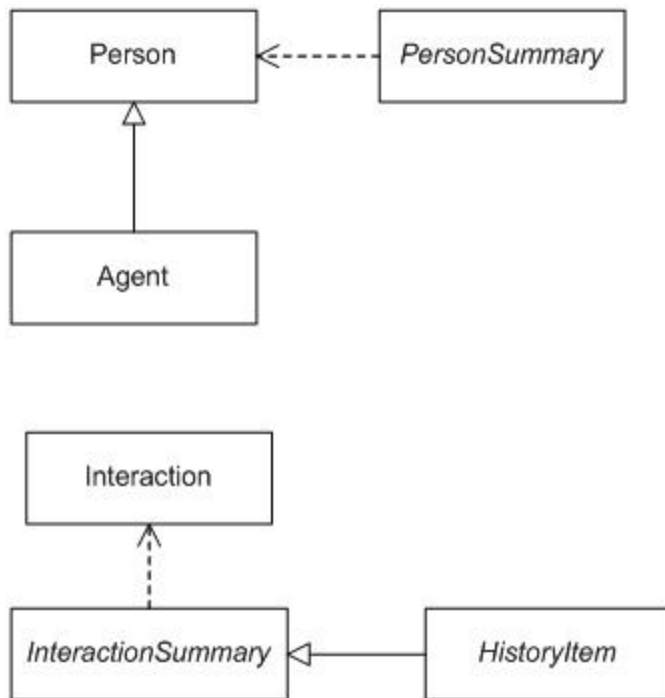 Person
PersonSummary
Agent
Interaction
InteractionSummary
HistoryItem